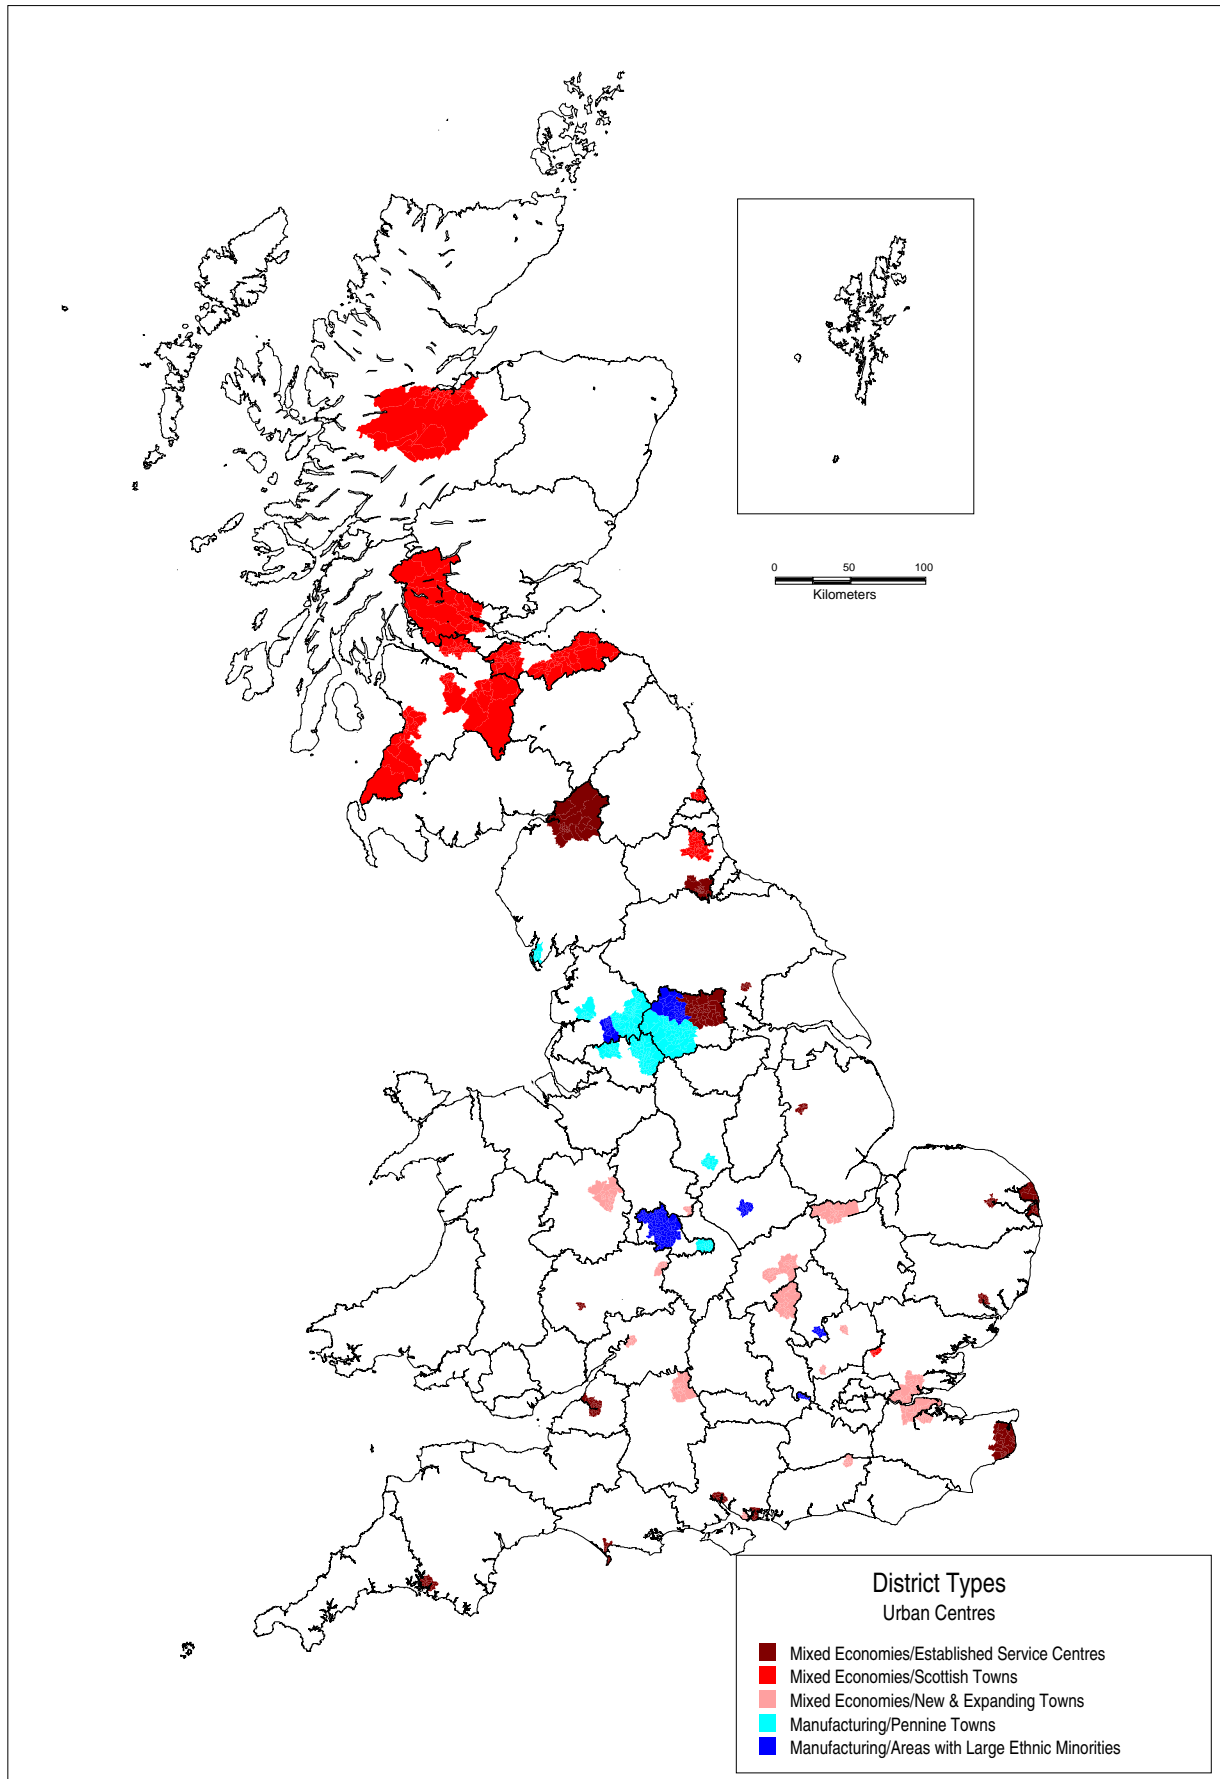 0 50 100
Kilometers
District Types
Urban Centres
Mixed Economies/Established Service Centres
Mixed Economies/Scottish Towns
Mixed Economies/New & Expanding Towns
Manufacturing/Pennine Towns
Manufacturing/Areas with Large Ethnic Minorities